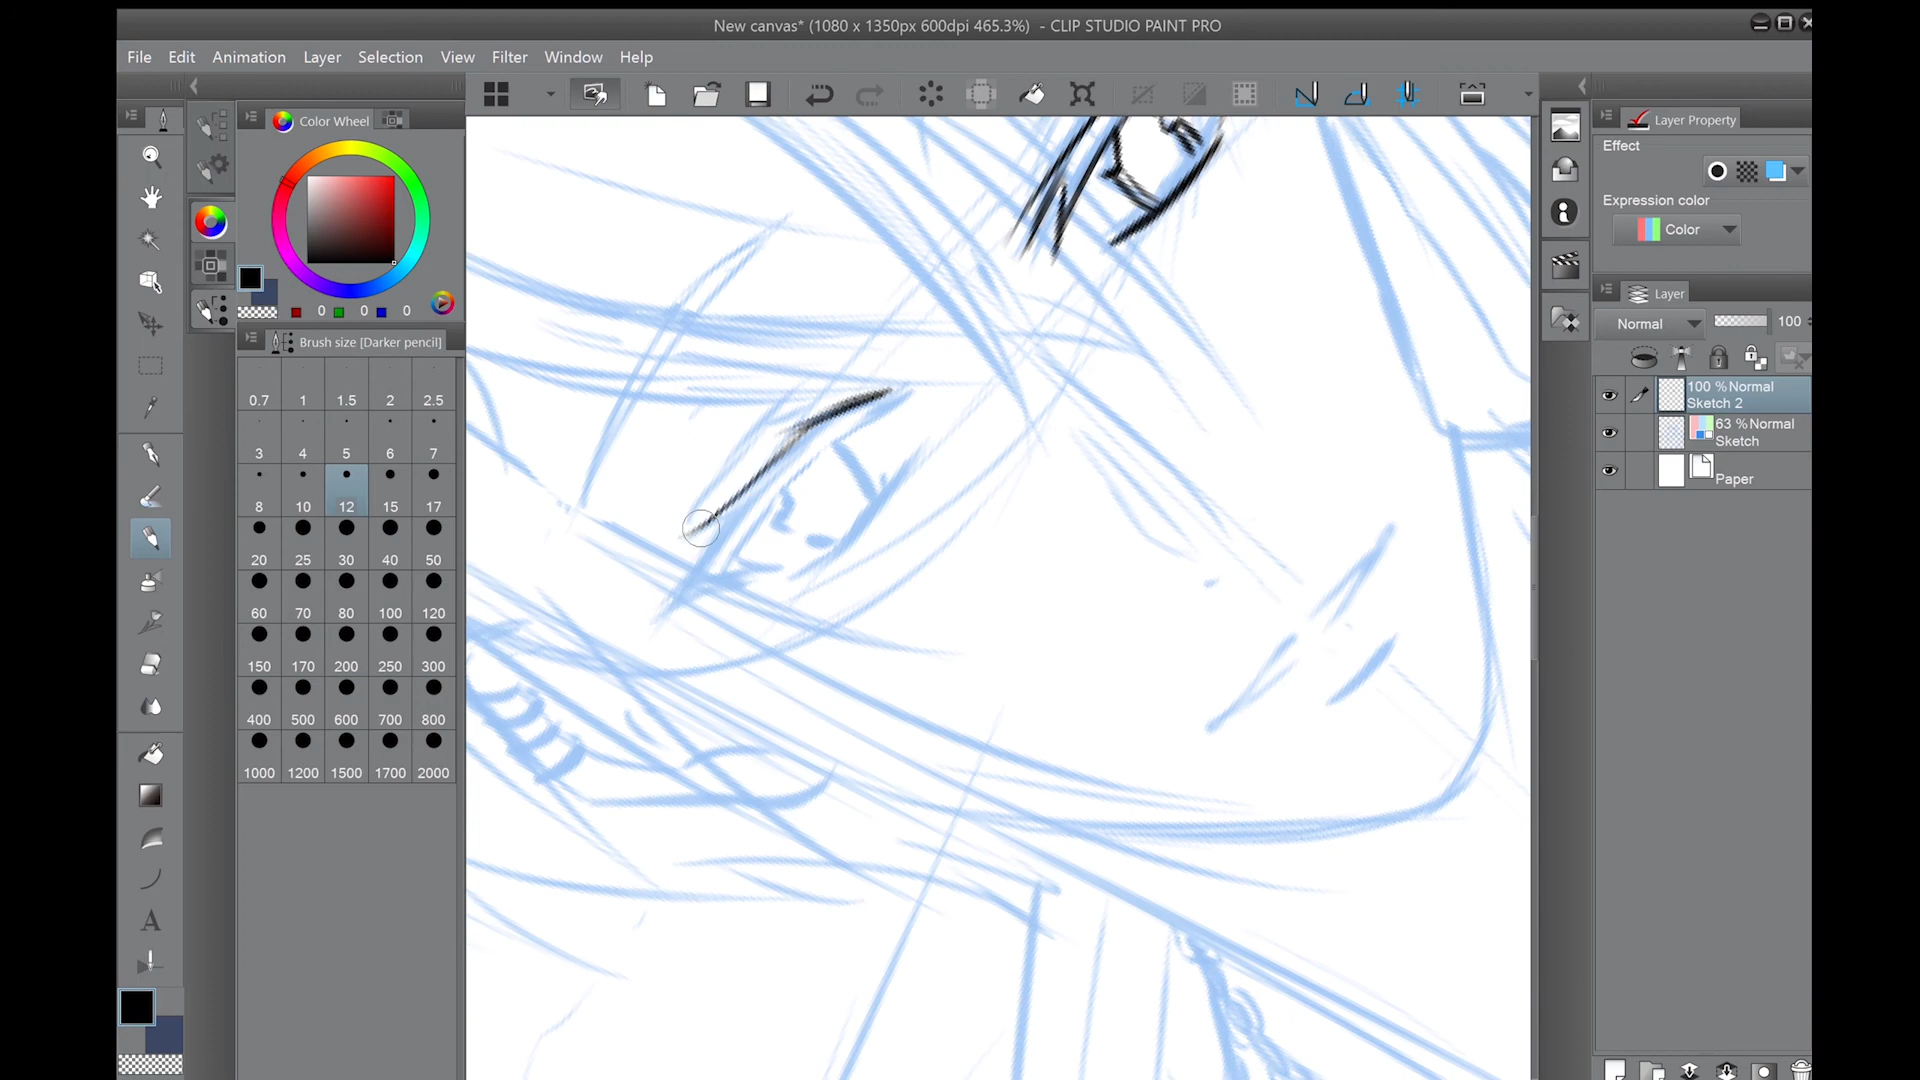 New canvas* (1080 x 1350px 600dpi 465.3%) - CLIP STUDIO PAINT PRO
File Edit Animation Layer Selection View Filter Window Help
Color Wheel
0 0 0
Brush size [Darker pencil]
0.7 1 1.5 2 2.5
3 4 5 6 7
8 10 12 15 17
20 25 30 40 50
60 70 80 100 120
150 170 200 250 300
400 500 600 700 800
1000 1200 1500 1700 2000
A
Layer Property
Effect
Expression color
Color
Layer
Normal 100
100 % Normal
Sketch 2
63 % Normal
Sketch
Paper